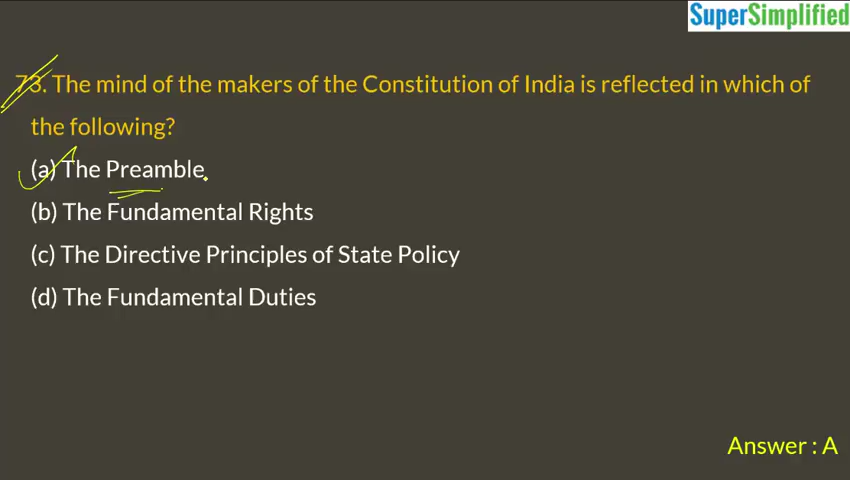 SuperSimplified
73. The mind of the makers of the Constitution of India is reflected in which of
the following?
(a) The Preamble
(b) The Fundamental Rights
(c) The Directive Principles of State Policy
(d) The Fundamental Duties
Answer : A